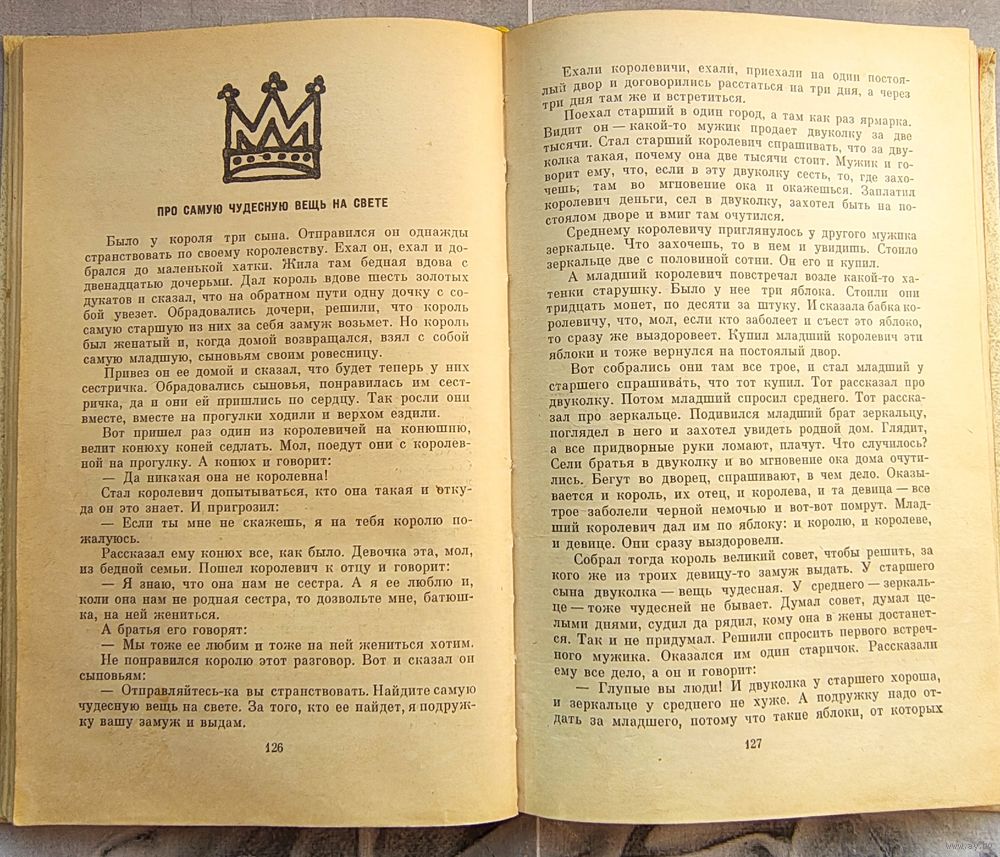 ПРО САМУЮ ЧУДЕСНУЮ ВЕЩЬ НА СВЕТЕ
Было у короля три сына. Отправился он однажды
странствовать по своему королевству. Ехал он, ехал и до-
брался до маленькой хатки. Жила там бедная вдова с
двенадцатью дочерьми. Дал король вдове шесть золотых
дукатов и сказал, что на обратном пути одну дочку с со-
бой увезет. Обрадовались дочери, решили, что король
самую старшую из них за себя замуж возьмет. Но король
был женатый и, когда домой возвращался, взял с собой
самую младшую, сыновьям своим ровесницу.
Привез он ее домой и сказал, что будет теперь у них
сестричка. Обрадовались сыновья, понравилась им сест-
ричка, да и они ей пришлись по сердцу. Так росли они
вместе, вместе на прогулки ходили и верхом ездили.
Вот пришел раз один из королевичей на конюшню,
велит конюху коней седлать. Мол, поедут они с королев-
ной на прогулку. А конюх и говорит:
— Да никакая она не королевна!
Стал королевич допытываться, кто она такая и отку-
да он это знает. И пригрозил:
— Если ты мне не скажешь, я на тебя королю по-
жалуюсь.
Рассказал ему конюх все, как было. Девочка эта, мол,
из бедной семьи. Пошел королевич к отцу и говорит:
— Я знаю, что она нам не сестра. А я ее люблю и,
коли она нам не родная сестра, то дозвольте мне, батюш-
ка, на ней жениться.
А братья его говорят:
— Мы тоже ее любим и тоже на ней жениться хотим.
Не понравился королю этот разговор. Вот и сказал он
сыновьям:
— Отправляйтесь-ка вы странствовать. Найдите самую
чудесную вещь на свете. За того, кто ее найдет, я подруж-
ку вашу замуж и выдам.
126
Ехали королевичи, ехали, приехали на один постоя-
лый двор и договорились расстаться на три дня, а через
три дня там же и встретиться.
Поехал старший в один город, а там как раз ярмарка.
Видит он — какой-то мужик продает двуколку за две
тысячи. Стал старший королевич спрашивать, что за дву-
колка такая, почему она две тысячи стоит. Мужик и го-
ворит ему, что, если в эту двуколку сесть, то, где захо-
чешь, там во мгновение ока и окажешься. Заплатил
королевич деньги, сел в двуколку, захотел быть на по-
стоялом дворе и вмиг там очутился.
Среднему королевичу приглянулось у другого мужика
зеркальце. Что захочешь, то в нем и увидишь. Стоило
зеркальце две с половиной сотни. Он его и купил.
А младший королевич повстречал возле какой-то ха-
тенки старушку. Было у нее три яблока. Стоили они
тридцать монет, по десяти за штуку. И сказала бабка ко-
ролевичу, что, мол, если кто заболеет и съест это яблоко,
то сразу же выздоровеет. Купил младший королевич эти
яблоки и тоже вернулся на постоялый двор.
Вот собрались они там все трое, и стал младший у
старшего спрашивать, что тот купил. Тот рассказал про
двуколку. Потом младший спросил среднего. Тот расска-
зал про зеркальце. Подивился младший брат зеркальцу,
поглядел в него и захотел увидеть родной дом. Глядит,
а все придворные руки ломают, плачут. Что случилось?
Сели братья в двуколку и во мгновение ока дома очути-
лись. Бегут во дворец, спрашивают, в чем дело. Оказы-
вается и король, их отец, и королева, и та девица — все
трое заболели черной немочью и вот-вот помрут. Млад-
ший королевич дал им по яблоку: и королю, и королеве,
и девице. Они сразу выздоровели.
Собрал тогда король великий совет, чтобы решить, за
кого же из троих девицу-то замуж выдать. У старшего
сына двуколка — вещь чудесная. У среднего — зеркаль-
це — тоже чудесней не бывает. Думал совет, думал це-
лыми днями, судил да рядил, кому она в жены достанет-
ся. Так и не придумал. Решили спросить первого встреч-
ного мужика. Оказался им один старичок. Рассказали
ему все дело, а он и говорит:
— Глупые вы люди! И двуколка у старшего хороша,
и зеркальце у среднего не хуже. А подружку надо от-
дать за младшего, потому что такие яблоки, от которых
127